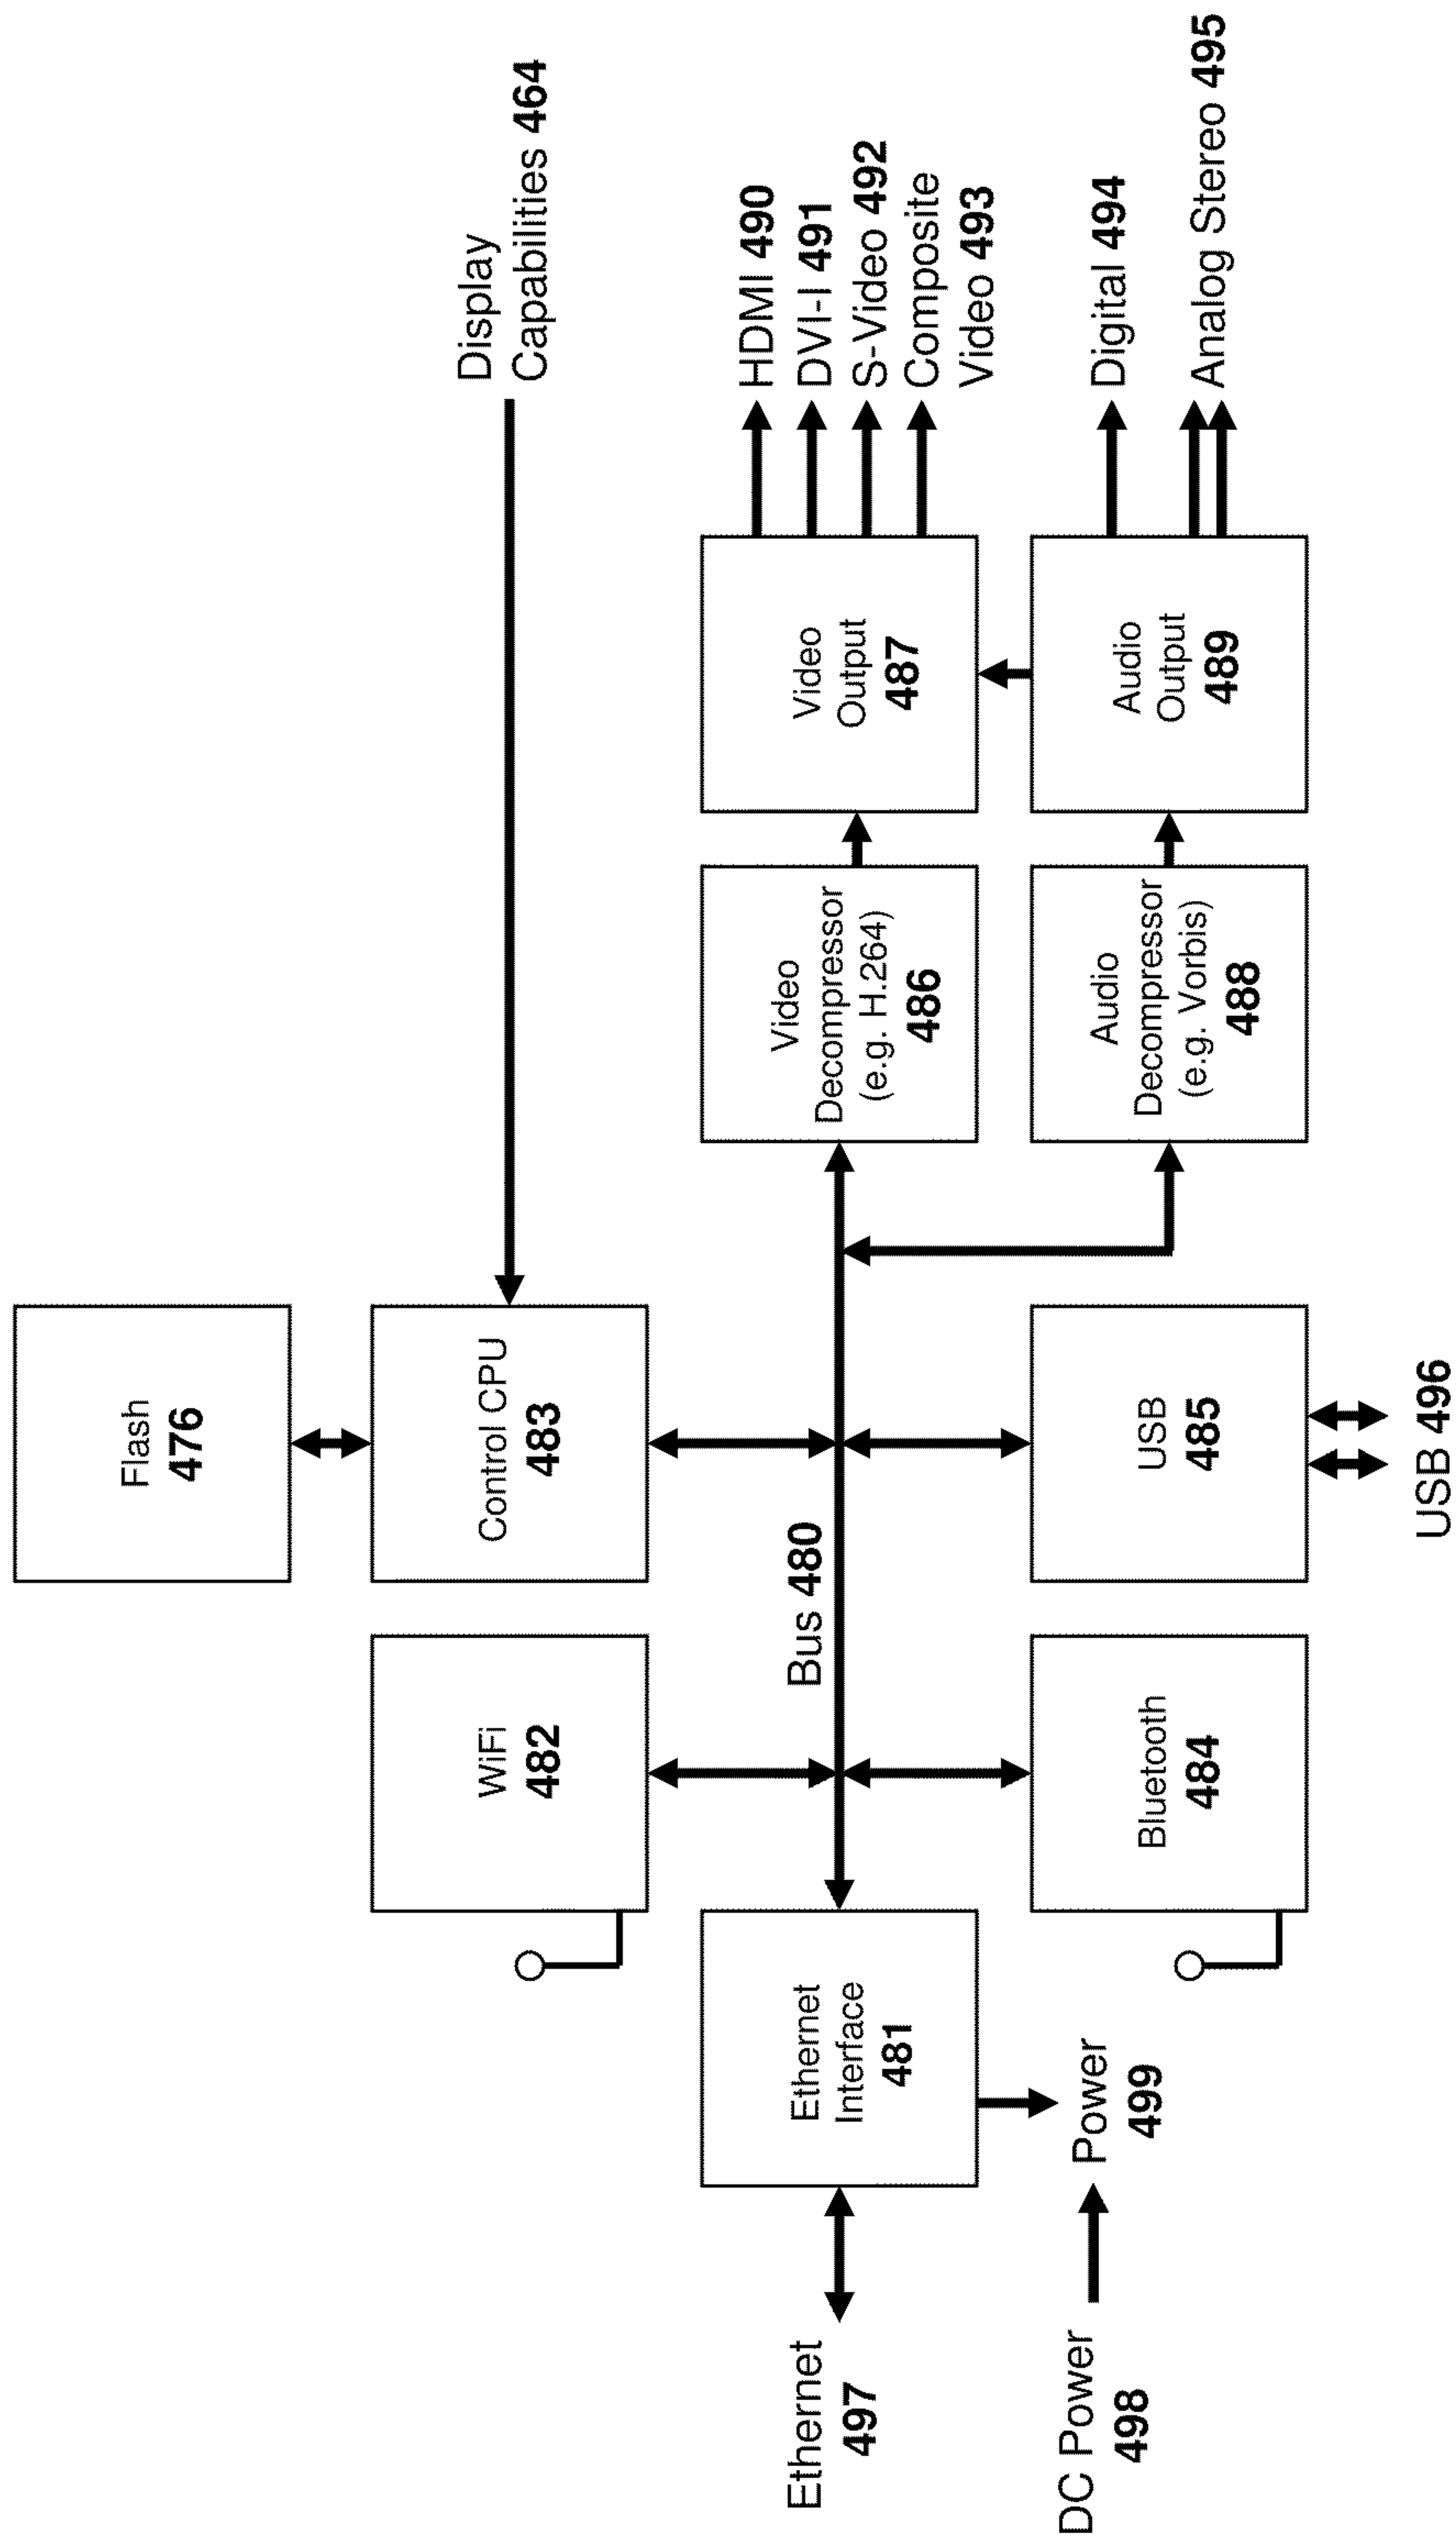 Flash
476
Display
Capabilities 464
WiFi
482
Control CPU
483
HDMI 490
DVI-I 491
S-Video 492
Composite
Video 493
Ethernet
497
Ethernet
Interface
481
Bus 480
Video
Decompressor
(e.g. H.264)
486
Video
Output
487
DC Power
498
Power
499
Bluetooth
484
USB
485
Audio
Decompressor
(e.g. Vorbis)
488
Audio
Output
489
Digital 494
Analog Stereo 495
USB 496